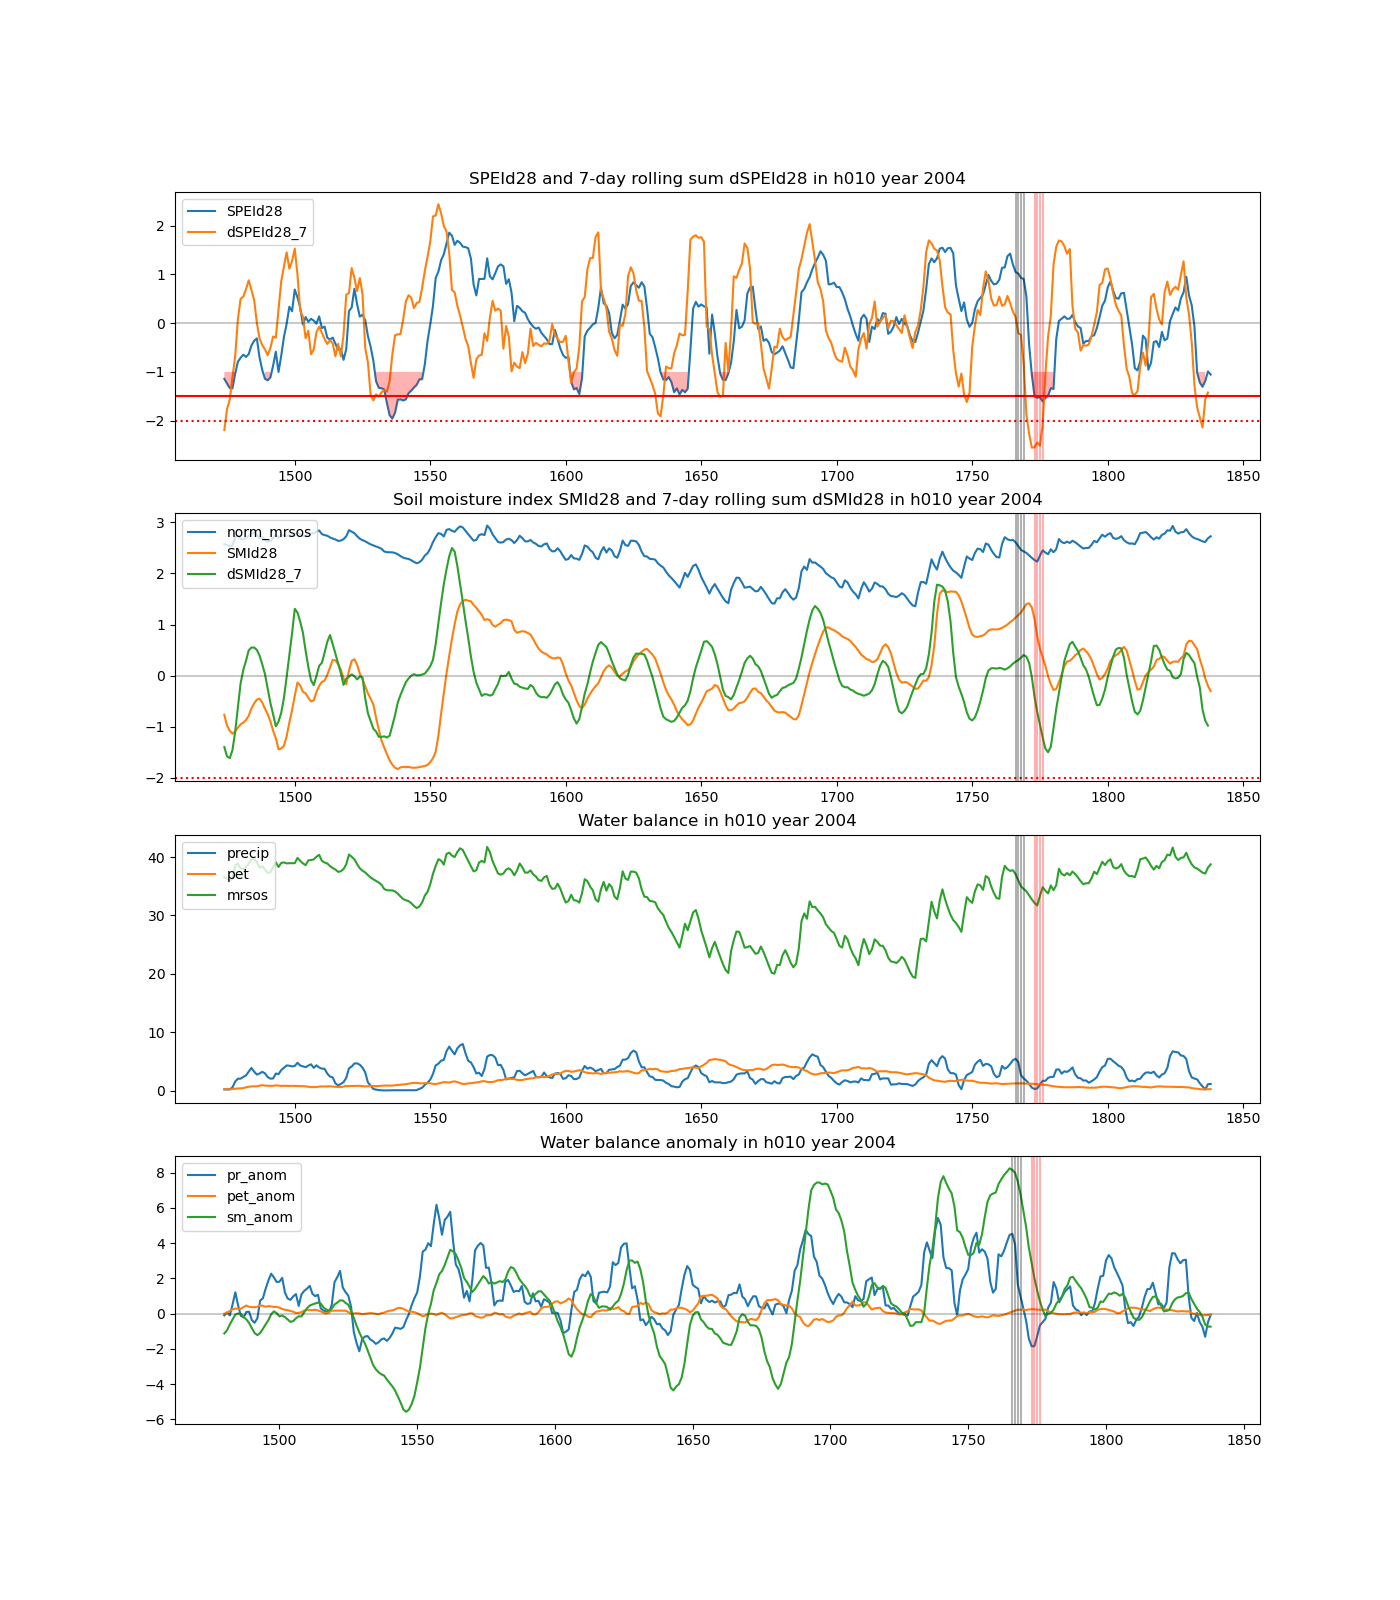 SPEId28 and 7-day rolling sum dSPEId28 in h010 year 2004
SPEId28
dSPEId28_7
2
1
0
−1
−2
1500 1550 1600 1650 1700 1750 1800 1850
Soil moisture index SMId28 and 7-day rolling sum dSMId28 in h010 year 2004
norm_mrsos
SMId28
dSMId28_7
3
2
1
0
−1
−2
1500 1550 1600 1650 1700 1750 1800 1850
Water balance in h010 year 2004
precip
pet
mrsos
40
30
20
10
0
1500 1550 1600 1650 1700 1750 1800 1850
Water balance anomaly in h010 year 2004
pr_anom
pet_anom
sm_anom
8
6
4
2
0
−2
−4
−6
1500 1550 1600 1650 1700 1750 1800 1850